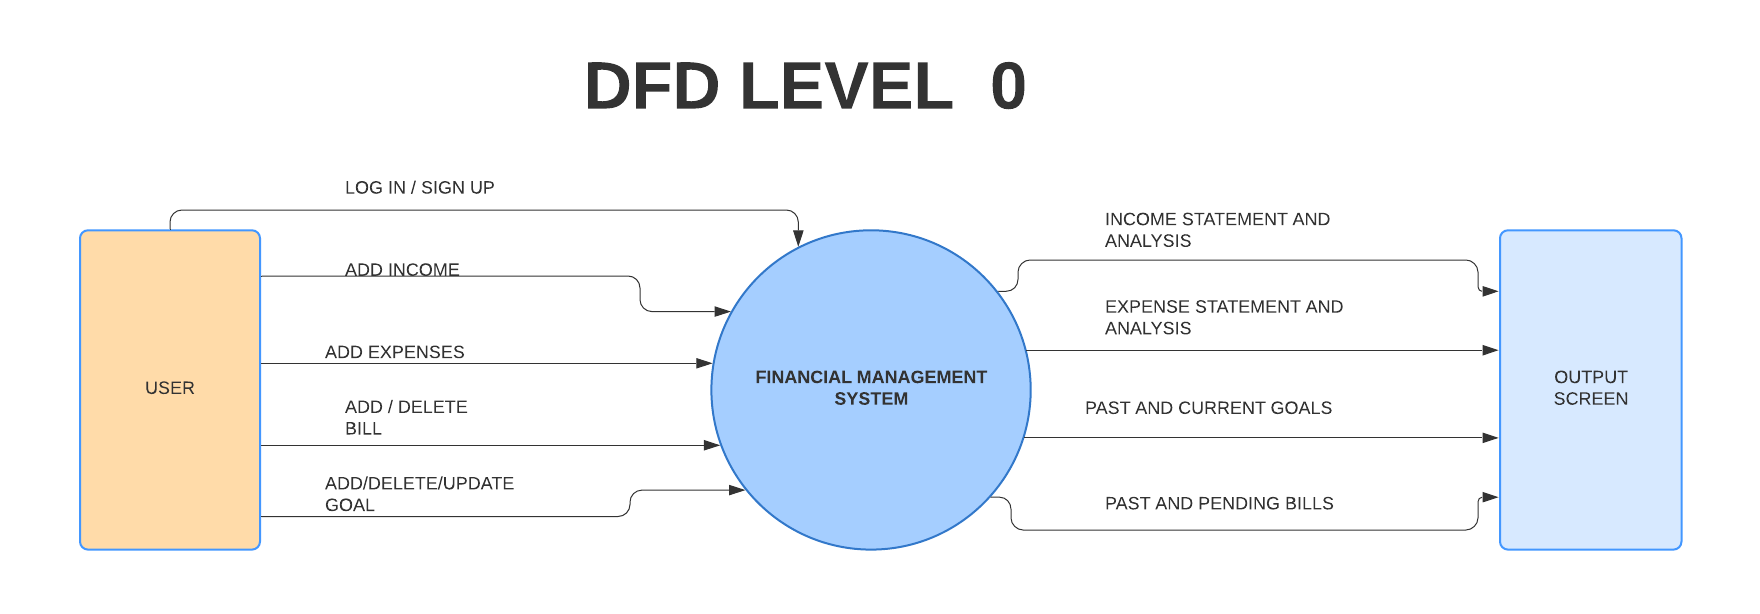 DFD LEVEL  0
LOG IN / SIGN UP
ADD INCOME
ADD EXPENSES
ADD / DELETE
BILL
ADD/DELETE/UPDATE
GOAL
USER
FINANCIAL MANAGEMENT
SYSTEM
INCOME STATEMENT AND
ANALYSIS
EXPENSE STATEMENT AND
ANALYSIS
PAST AND CURRENT GOALS
PAST AND PENDING BILLS
OUTPUT
SCREEN